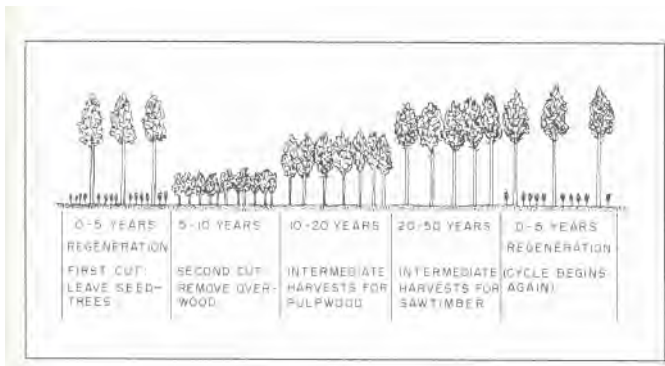 0-5 YEARS
REGENERATION
FIRST CUT:
LEAVE SEED-
TREES
5-10 YEARS
SECOND CUT:
REMOVE OVER-
WOOD
10-20 YEARS
INTERMEDIATE
HARVESTS FOR
PULPWOOD
20-50 YEARS
INTERMEDIATE
HARVESTS FOR
SAWTIMBER
0-5 YEARS
REGENERATION
(CYCLE BEGINS
AGAIN)